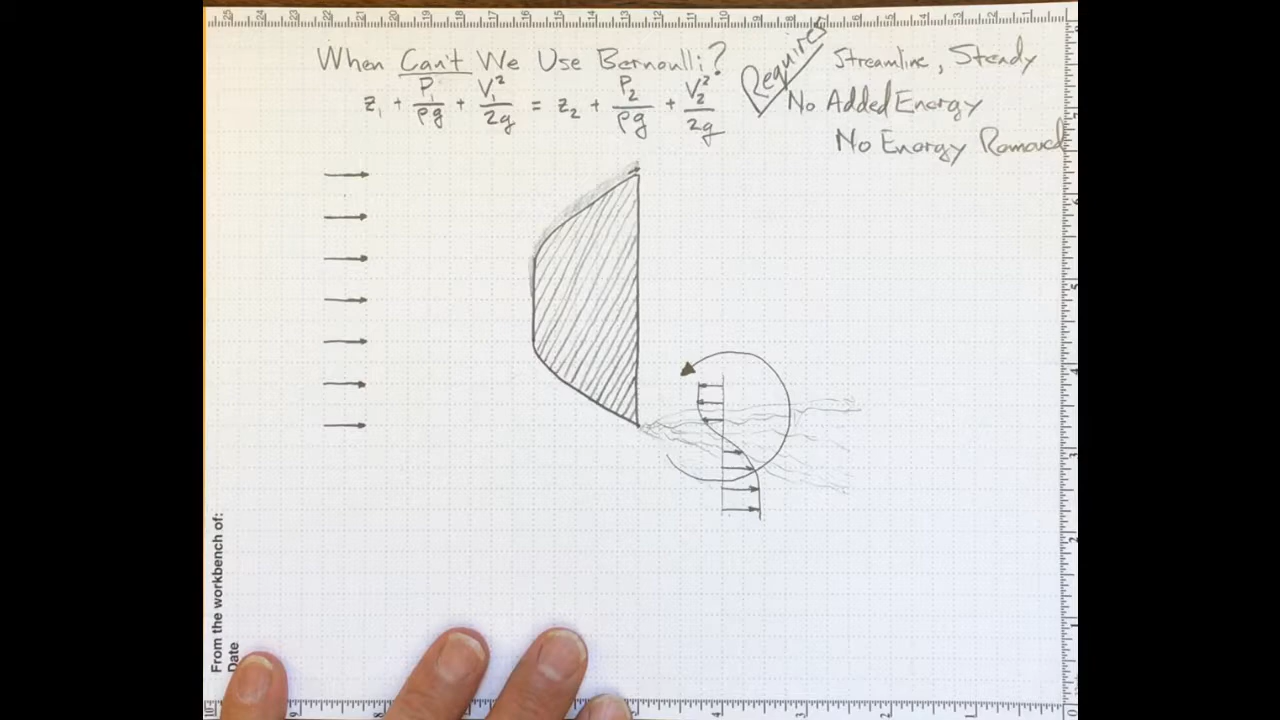 When Can't We Use Bernoulli?
z₁ + P₁/ρg + V₁²/2g = z₂ + P₂/ρg + V₂²/2g
Requires
Streamline, Steady
No Added Energy
No Energy Removed
From the workbench of:
Date